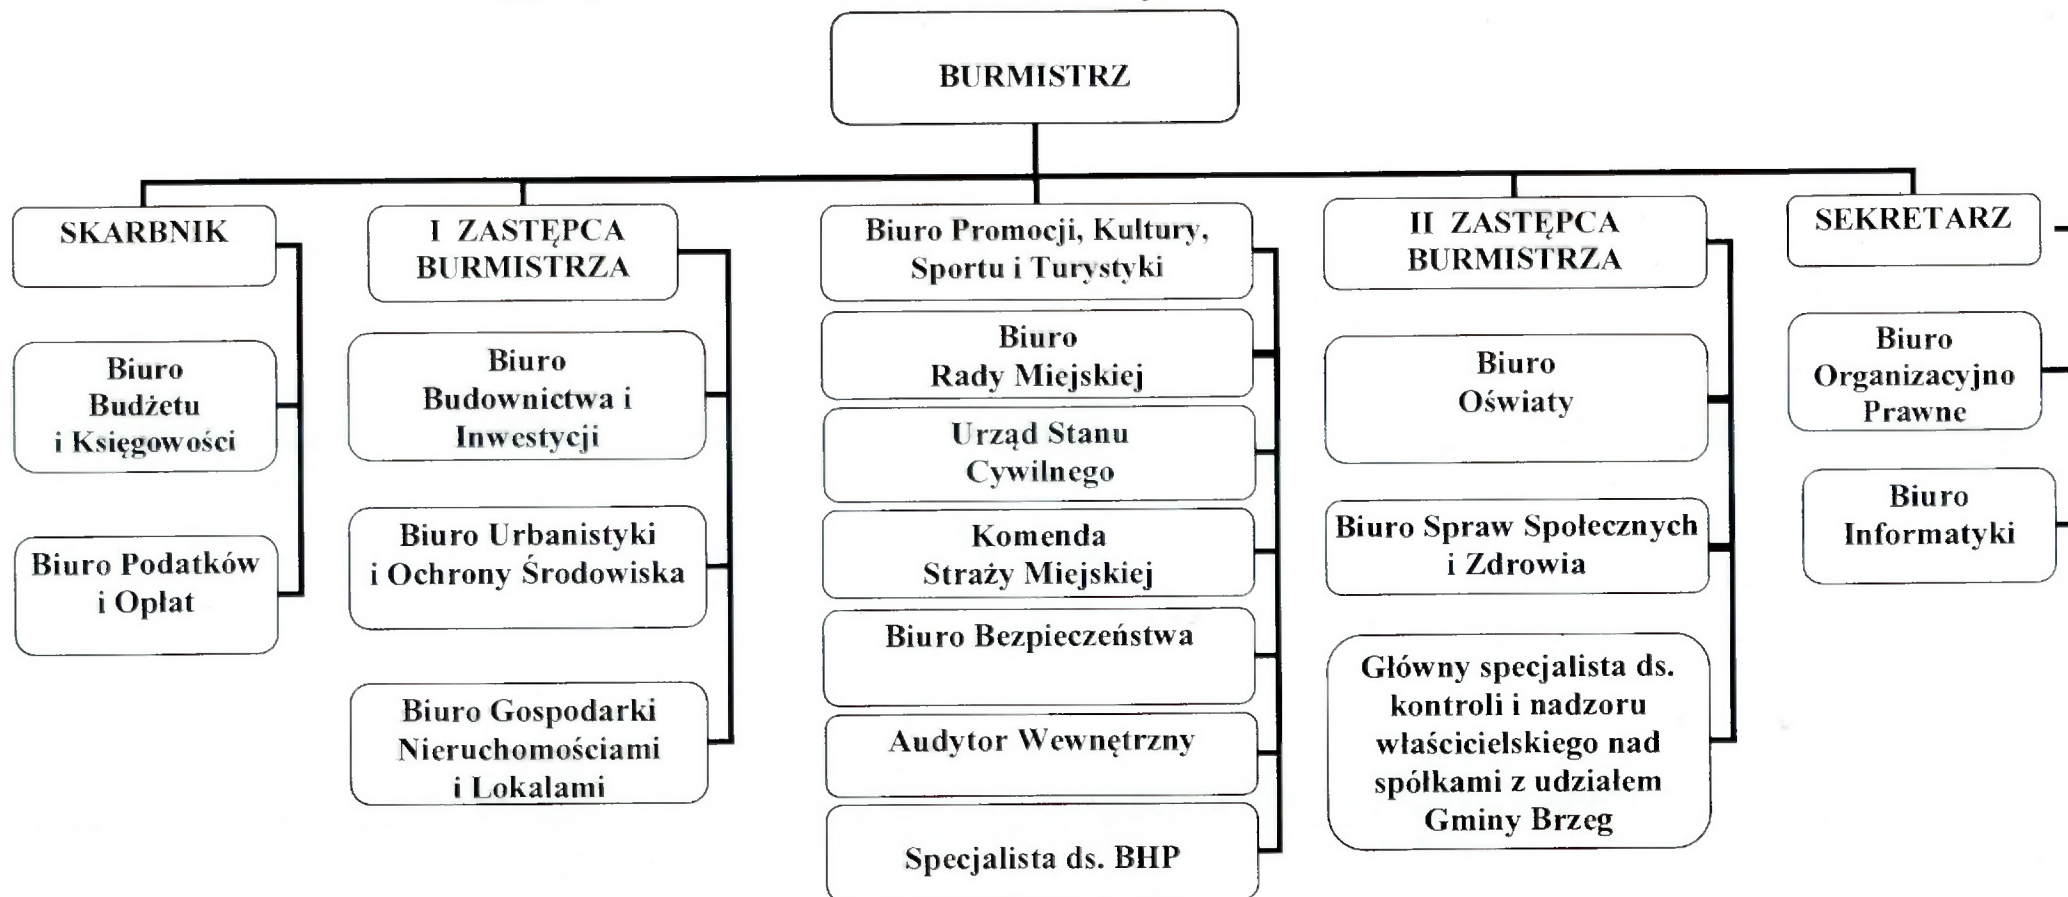 BURMISTRZ
SKARBNIK
Biuro
Budżetu
i Księgowości
Biuro Podatków
i Opłat
I ZASTĘPCA
BURMISTRZA
Biuro
Budownictwa i
Inwestycji
Biuro Urbanistyki
i Ochrony Środowiska
Biuro Gospodarki
Nieruchomościami
i Lokalami
Biuro Promocji, Kultury,
Sportu i Turystyki
Biuro
Rady Miejskiej
Urząd Stanu
Cywilnego
Komenda
Straży Miejskiej
Biuro Bezpieczeństwa
Audytor Wewnętrzny
Specjalista ds. BHP
II ZASTĘPCA
BURMISTRZA
Biuro
Oświaty
Biuro Spraw Społecznych
i Zdrowia
Główny specjalista ds.
kontroli i nadzoru
właścicielskiego nad
spółkami z udziałem
Gminy Brzeg
SEKRETARZ
Biuro
Organizacyjno
Prawne
Biuro
Informatyki